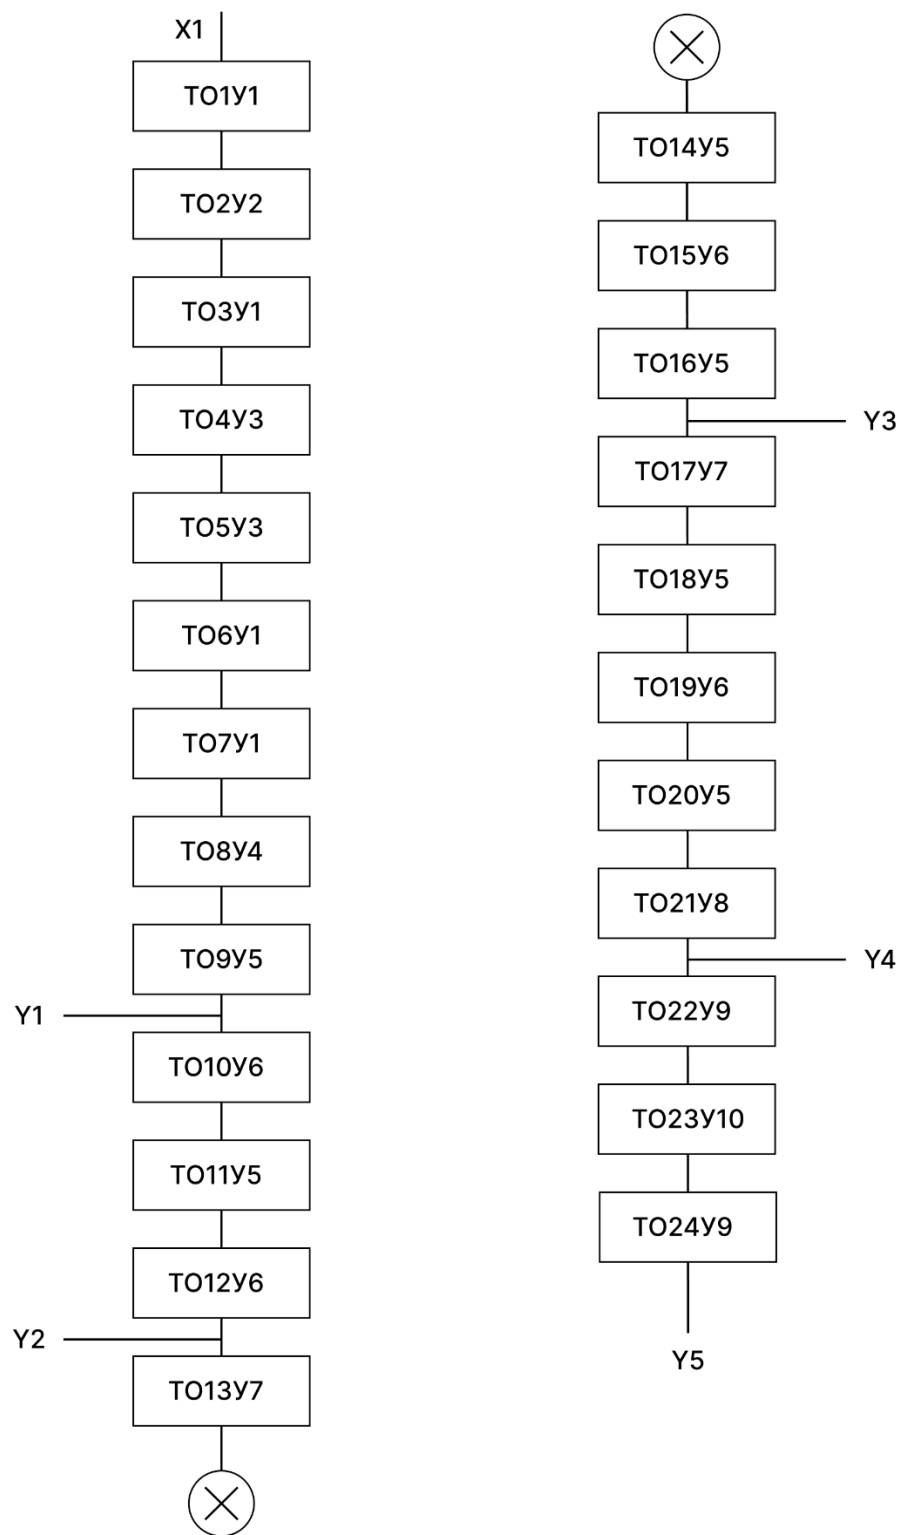 X1
ТО1У1
ТО2У2
ТО3У1
ТО4У3
ТО5У3
ТО6У1
ТО7У1
ТО8У4
ТО9У5
Y1
ТО10У6
ТО11У5
ТО12У6
Y2
ТО13У7
ТО14У5
ТО15У6
ТО16У5
Y3
ТО17У7
ТО18У5
ТО19У6
ТО20У5
ТО21У8
Y4
ТО22У9
ТО23У10
ТО24У9
Y5